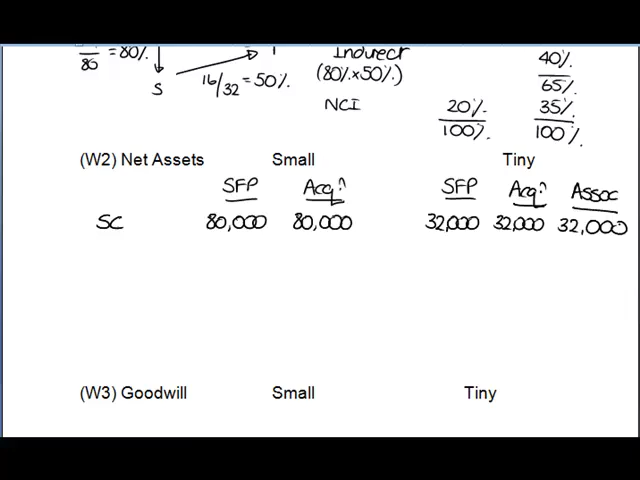 = 80%
80
S
16/32 = 50%
Indirect
(80% x 50%)
40%
65%
NCI 20% 35%
100% 100%
(W2) Net Assets Small Tiny
SFP Acqn SFP Acqn Assoc
SC 80,000 80,000 32,000 32,000 32,000
(W3) Goodwill Small Tiny